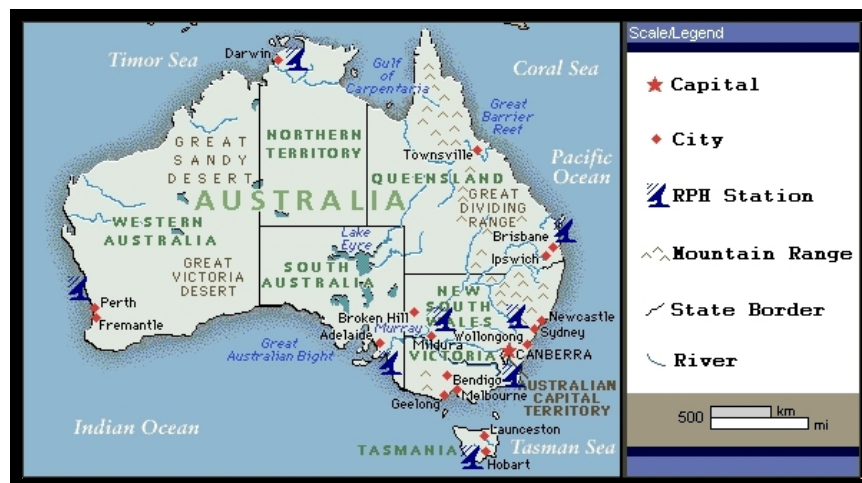 Timor Sea
Darwin
Gulf
of
Carpentaria
Coral Sea
Great
Barrier
Reef
GREAT
SANDY
DESERT
NORTHERN
TERRITORY
Townsville
QUEENSLAND
Pacific
Ocean
AUSTRALIA
GREAT
DIVIDING
RANGE
WESTERN
AUSTRALIA
Lake
Eyre
Brisbane
Ipswich
GREAT
VICTORIA
DESERT
SOUTH
AUSTRALIA
NEW
SOUTH
WALES
Perth
Fremantle
Broken Hill
Newcastle
Adelaide
Murray
Wollongong
Sydney
Mildura
Great
Australian Bight
VICTORIA
CANBERRA
Bendigo
AUSTRALIAN
CAPITAL
TERRITORY
Melbourne
Geelong
Indian Ocean
Launceston
TASMANIA
Tasman Sea
Hobart
Scale/Legend
Capital
City
RPH Station
Mountain Range
State Border
River
500 km
mi